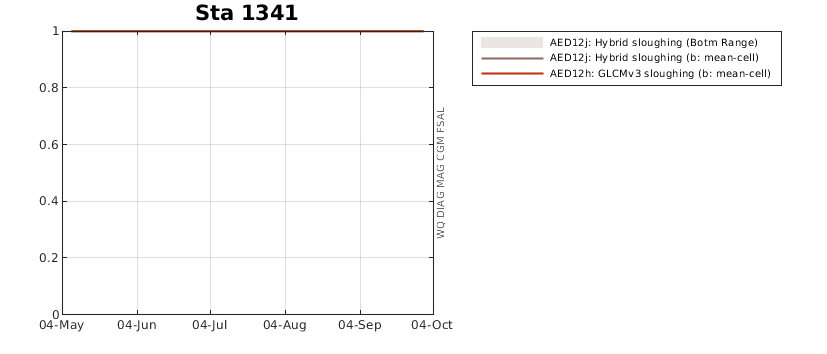 Sta 1341
1
0.8
0.6
0.4
0.2
0
04-May 04-Jun 04-Jul 04-Aug 04-Sep 04-Oct
WQ DIAG MAG CGM FSAL
AED12j: Hybrid sloughing (Botm Range)
AED12j: Hybrid sloughing (b: mean-cell)
AED12h: GLCMv3 sloughing (b: mean-cell)